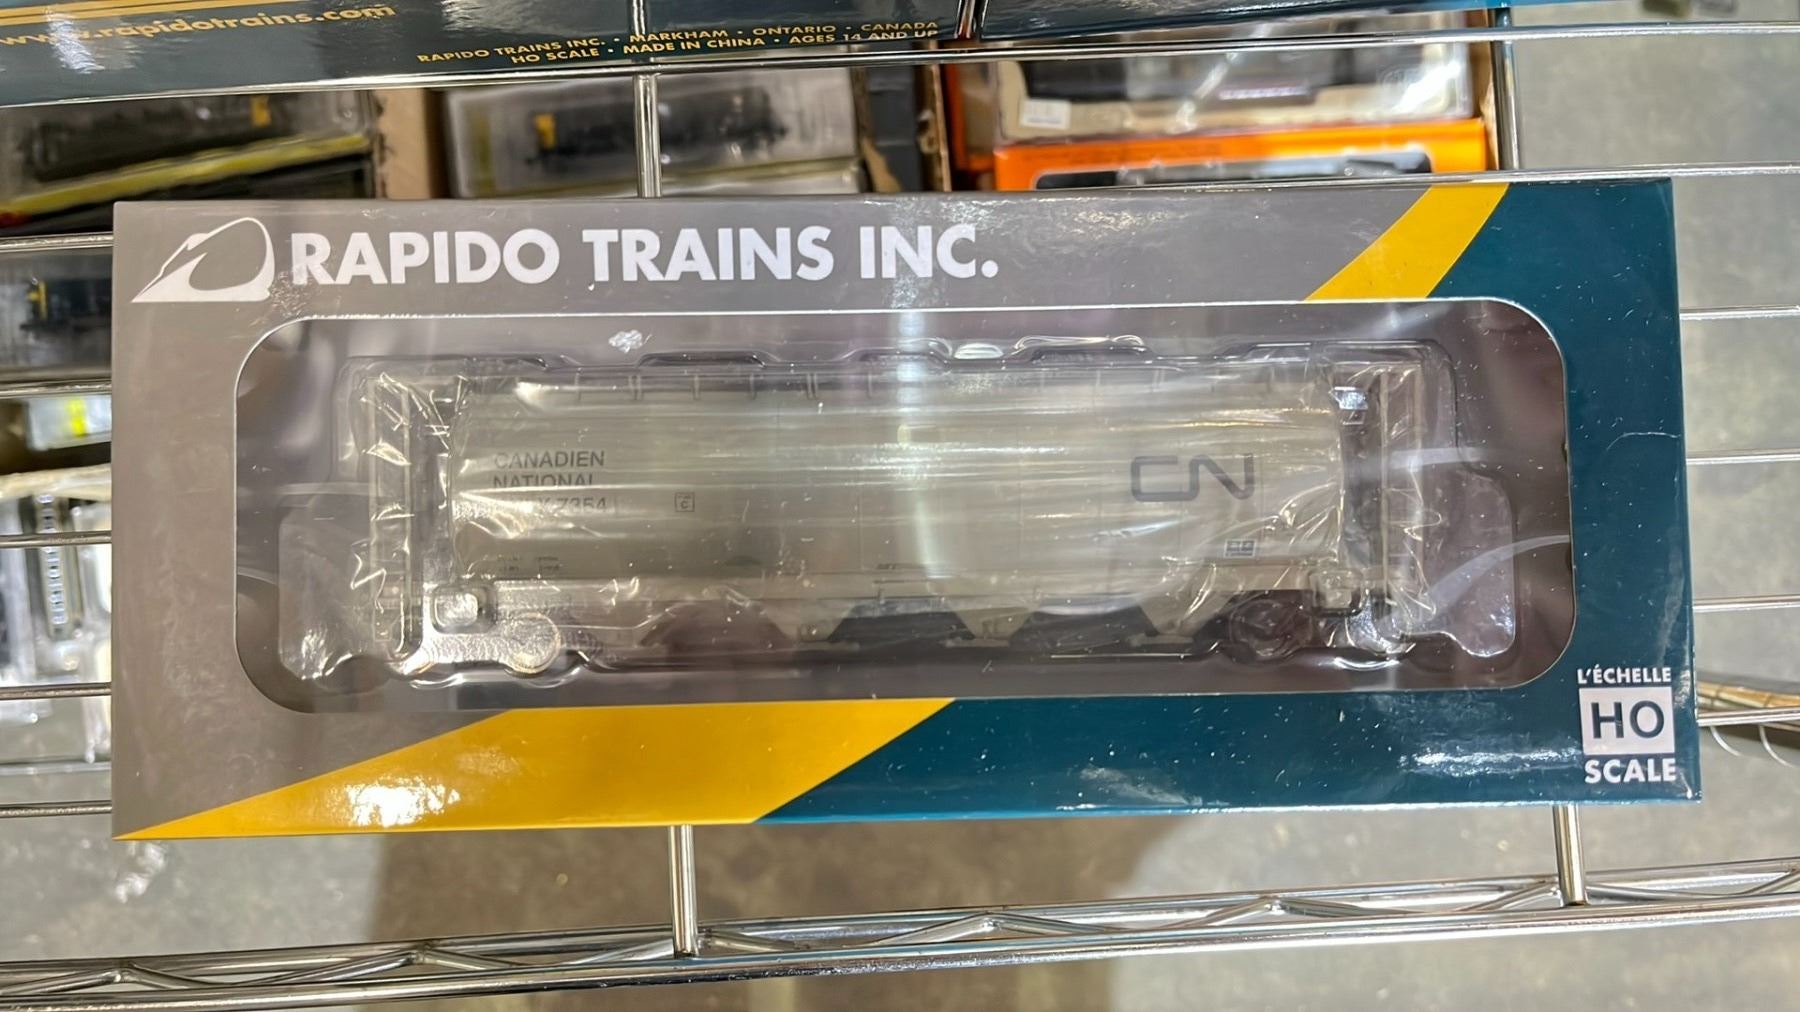 www.rapidotrains.com
RAPIDO TRAINS INC. • MARKHAM • ONTARIO • CANADA
HO SCALE • MADE IN CHINA • AGES 14 AND UP
RAPIDO TRAINS INC.
CANADIEN
NATIONAL
7354
C
CN
L'ÉCHELLE
HO
SCALE